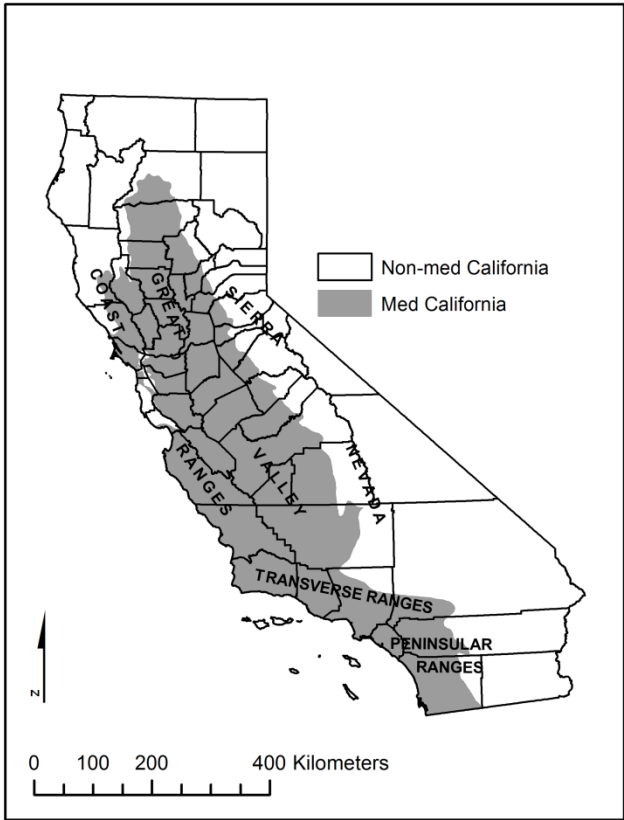 Non-med California
Med California
COAST
RANGES
GREAT
VALLEY
SIERRA
NEVADA
TRANSVERSE RANGES
PENINSULAR
RANGES
N
0 100 200 400 Kilometers